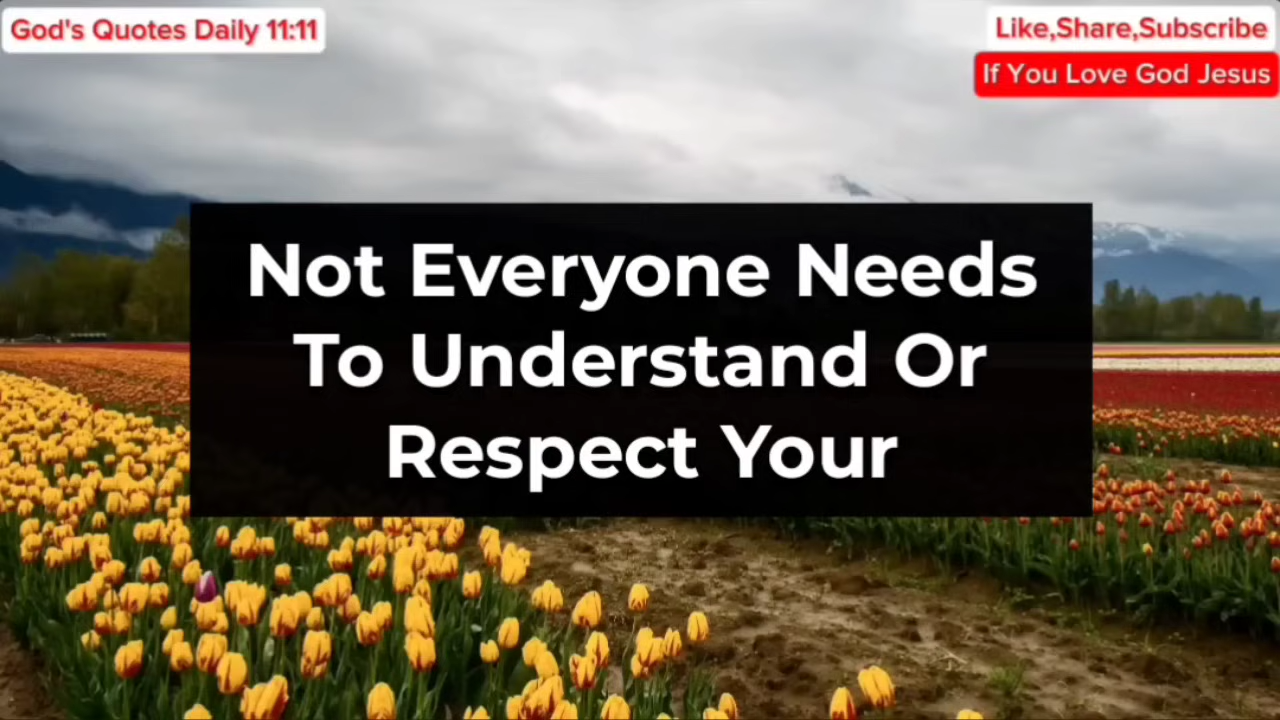 God's Quotes Daily 11:11
Like,Share,Subscribe
If You Love God Jesus
Not Everyone Needs
To Understand Or
Respect Your